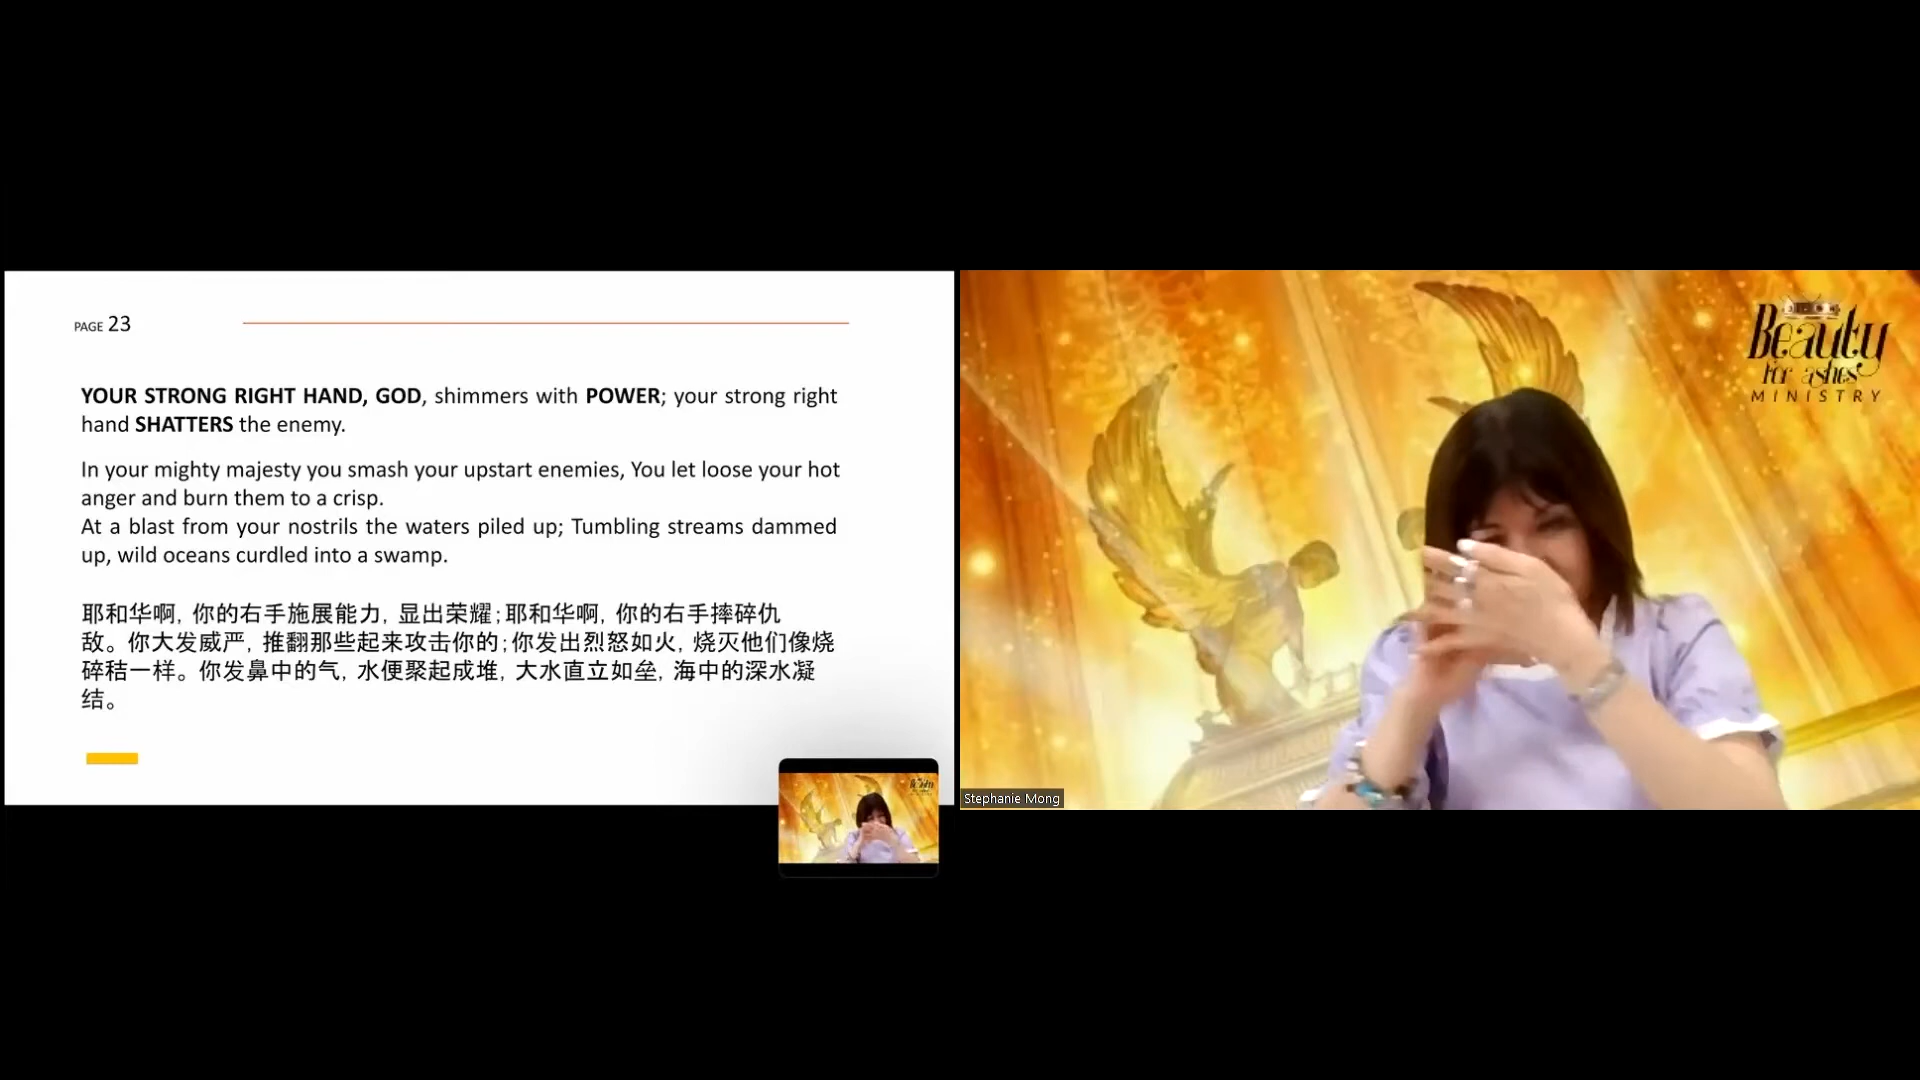 PAGE 23
YOUR STRONG RIGHT HAND, GOD, shimmers with POWER; your strong right
hand SHATTERS the enemy.
In your mighty majesty you smash your upstart enemies, You let loose your hot
anger and burn them to a crisp.
At a blast from your nostrils the waters piled up; Tumbling streams dammed
up, wild oceans curdled into a swamp.
耶和华啊, 你的右手施展能力, 显出荣耀;耶和华啊, 你的右手摔碎仇
敌。你大发威严, 推翻那些起来攻击你的;你发出烈怒如火, 烧灭他们像烧
碎秸一样。你发鼻中的气, 水便聚起成堆, 大水直立如垒, 海中的深水凝
结。
Beauty
For ashes
MINISTRY
Stephanie Mong